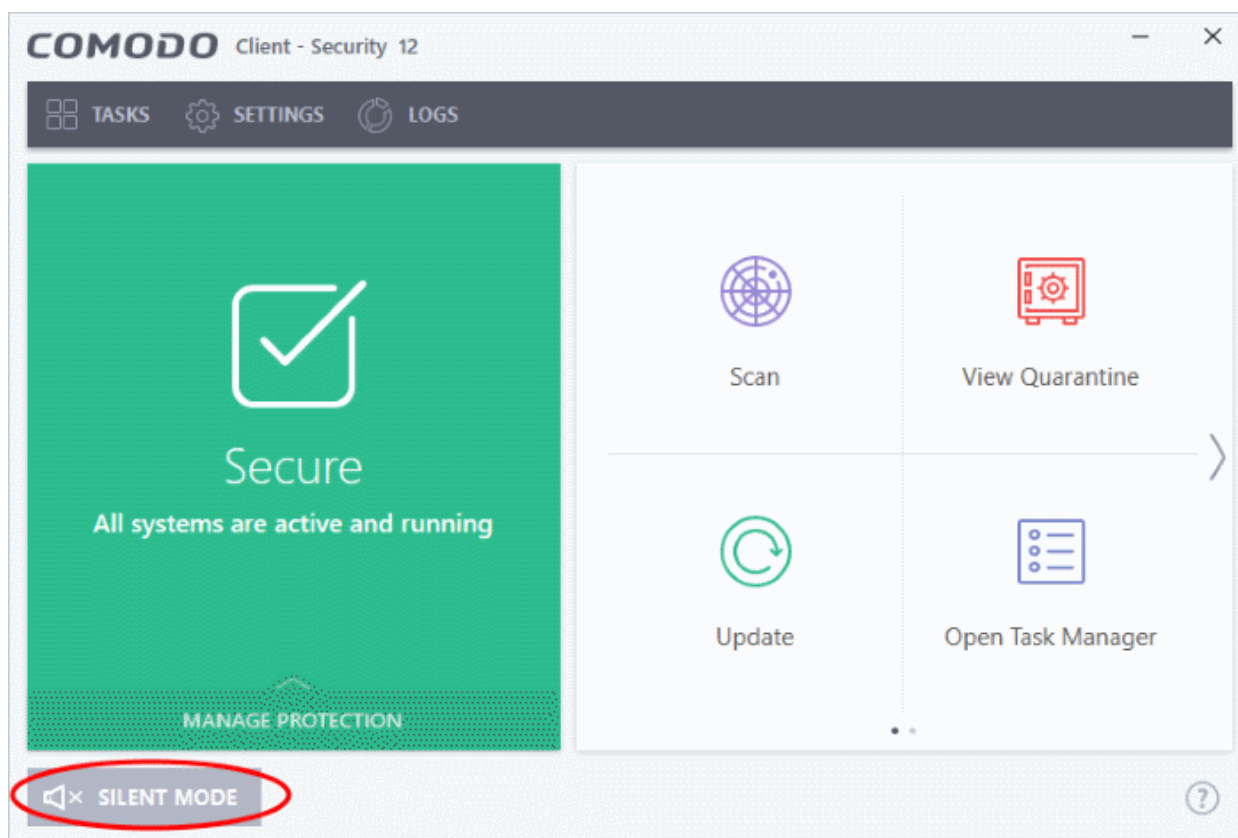 COMODO Client - Security 12
TASKS SETTINGS LOGS
Secure
All systems are active and running
MANAGE PROTECTION
Scan
View Quarantine
Update
Open Task Manager
SILENT MODE
?